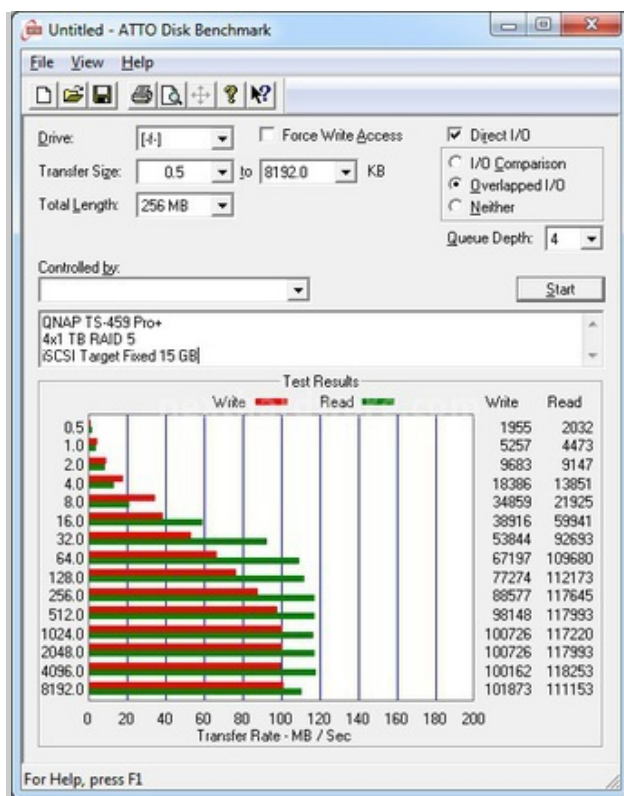 Untitled - ATTO Disk Benchmark
File View Help
Drive: [-f-] Force Write Access Direct I/O
Transfer Size: 0.5 to 8192.0 KB I/O Comparison
Overlapped I/O
Total Length: 256 MB Neither
Queue Depth: 4
Controlled by:
Start
QNAP TS-459 Pro+
4x1 TB RAID 5
iSCSI Target Fixed 15 GB
Test Results
Write Read Write Read
0.5 1955 2032
1.0 5257 4473
2.0 9683 9147
4.0 18386 13851
8.0 34859 21925
16.0 38916 59941
32.0 53844 92693
64.0 67197 109680
128.0 77274 112173
256.0 88577 117645
512.0 98148 117993
1024.0 100726 117220
2048.0 100726 117993
4096.0 100162 118253
8192.0 101873 111153
0 20 40 60 80 100 120 140 160 180 200
Transfer Rate - MB / Sec
For Help, press F1